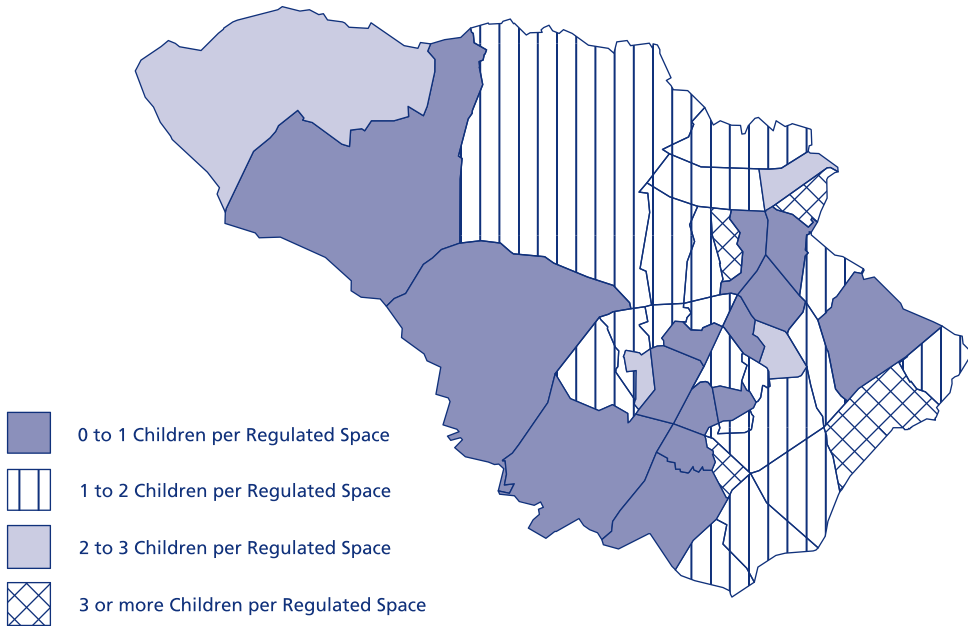 0 to 1 Children per Regulated Space
1 to 2 Children per Regulated Space
2 to 3 Children per Regulated Space
3 or more Children per Regulated Space